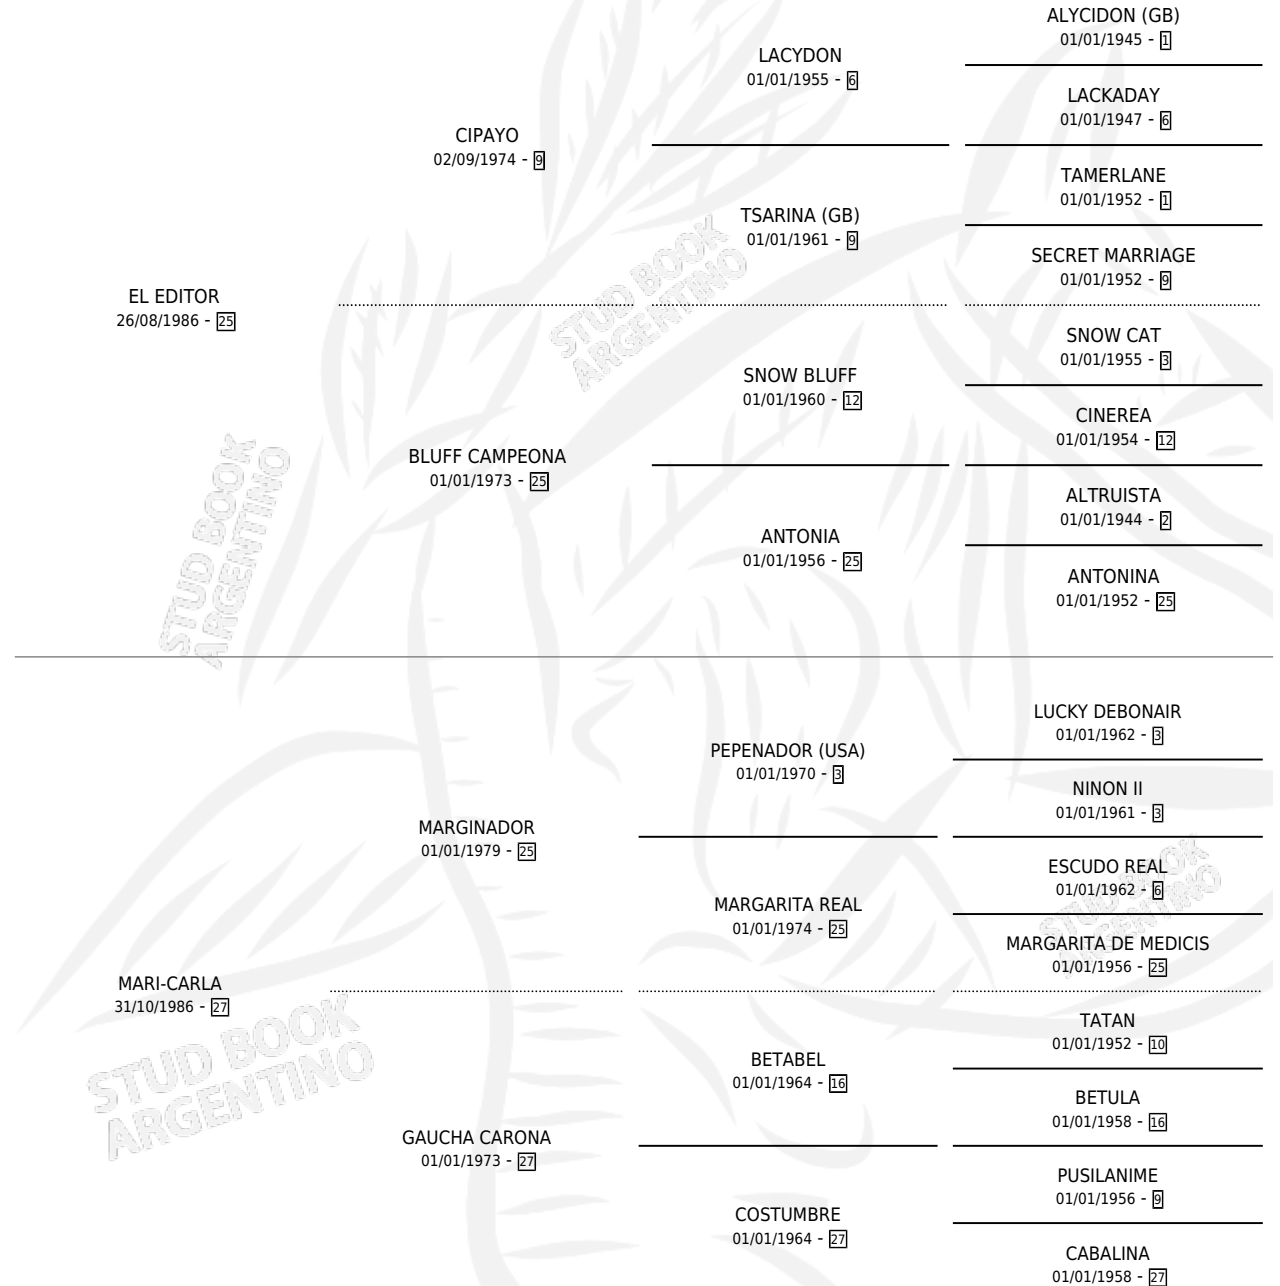 ALYCIDON (GB)
01/01/1945 - 1
LACYDON
01/01/1955 - 6
LACKADAY
01/01/1947 - 6
CIPAYO
02/09/1974 - 9
TAMERLANE
01/01/1952 - 1
TSARINA (GB)
01/01/1961 - 9
SECRET MARRIAGE
01/01/1952 - 9
EL EDITOR
26/08/1986 - 25
SNOW CAT
01/01/1955 - 3
SNOW BLUFF
01/01/1960 - 12
CINEREA
01/01/1954 - 12
BLUFF CAMPEONA
01/01/1973 - 25
ALTRUISTA
01/01/1944 - 2
ANTONIA
01/01/1956 - 25
ANTONINA
01/01/1952 - 25
STUD BOOK
ARGENTINO
STUD BOOK
ARGENTINO
LUCKY DEBONAIR
01/01/1962 - 3
PEPENADOR (USA)
01/01/1970 - 3
NINON II
01/01/1961 - 3
MARGINADOR
01/01/1979 - 25
ESCUDO REAL
01/01/1962 - 6
MARGARITA REAL
01/01/1974 - 25
MARGARITA DE MEDICIS
01/01/1956 - 25
MARI-CARLA
31/10/1986 - 27
TATAN
01/01/1952 - 10
BETABEL
01/01/1964 - 16
BETULA
01/01/1958 - 16
GAUCHA CARONA
01/01/1973 - 27
PUSILANIME
01/01/1956 - 9
COSTUMBRE
01/01/1964 - 27
CABALINA
01/01/1958 - 27
STUD BOOK
ARGENTINO
STUD BOOK
ARGENTINO